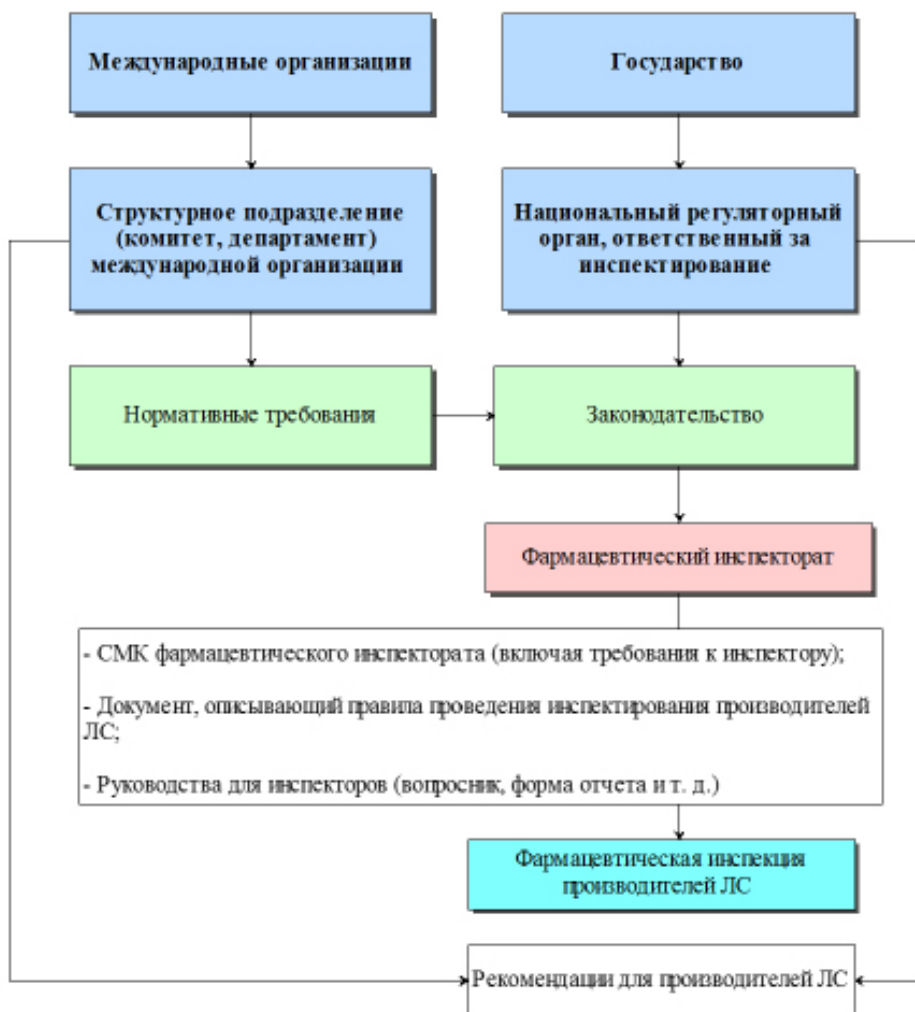 Международные организации
Государство
Структурное подразделение
(комитет, департамент)
международной организации
Национальный регуляторный
орган, ответственный за
инспектирование
Нормативные требования
Законодательство
Фармацевтический инспекторат
- СМК фармацевтического инспектората (включая требования к инспектору);
- Документ, описывающий правила проведения инспектирования производителей
ЛС;
- Руководства для инспекторов (вопросник, форма отчета и т. д.)
Фармацевтическая инспекция
производителей ЛС
Рекомендации для производителей ЛС